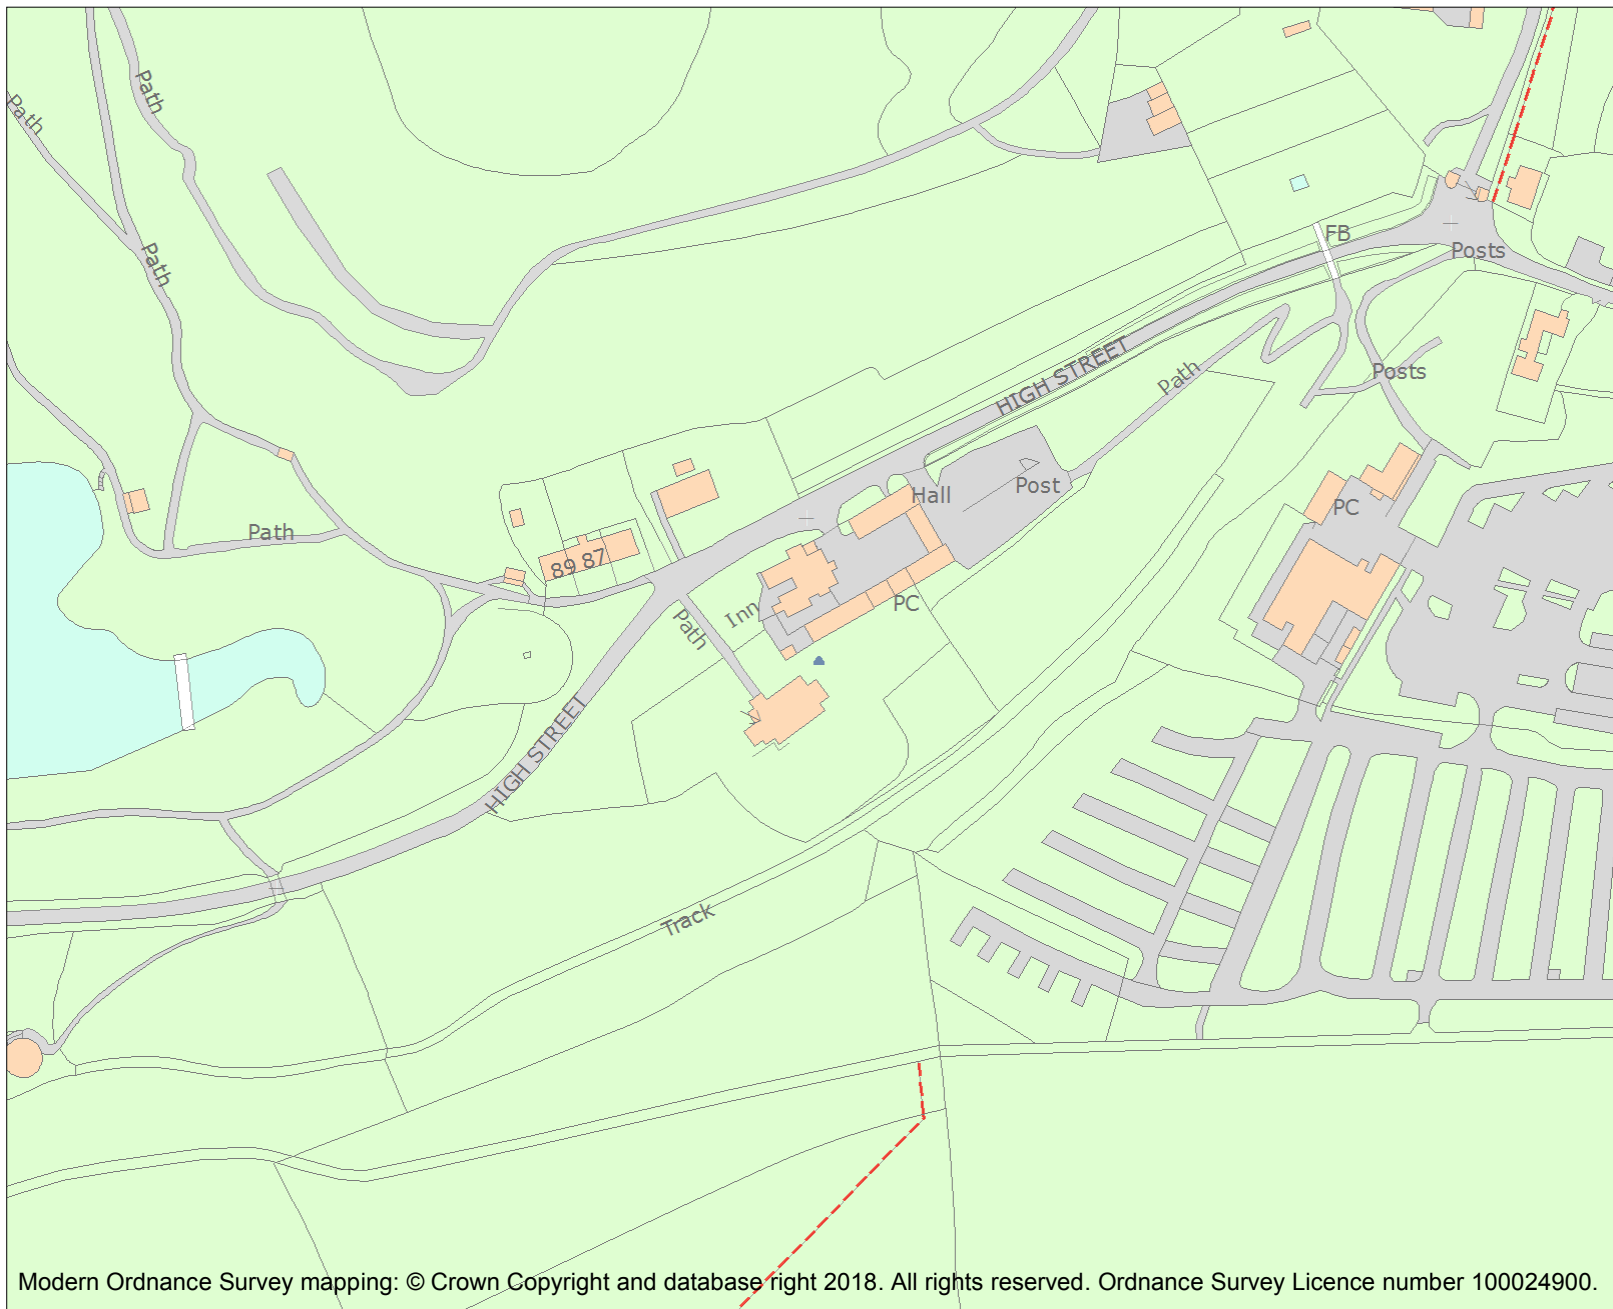 Path
Path
Path
FB
Posts
HIGH STREET
Path
Posts
Hall
Post
PC
Path
89 87
Inn
PC
Path
HIGH STREET
Track
Modern Ordnance Survey mapping: © Crown Copyright and database right 2018. All rights reserved. Ordnance Survey Licence number 100024900.